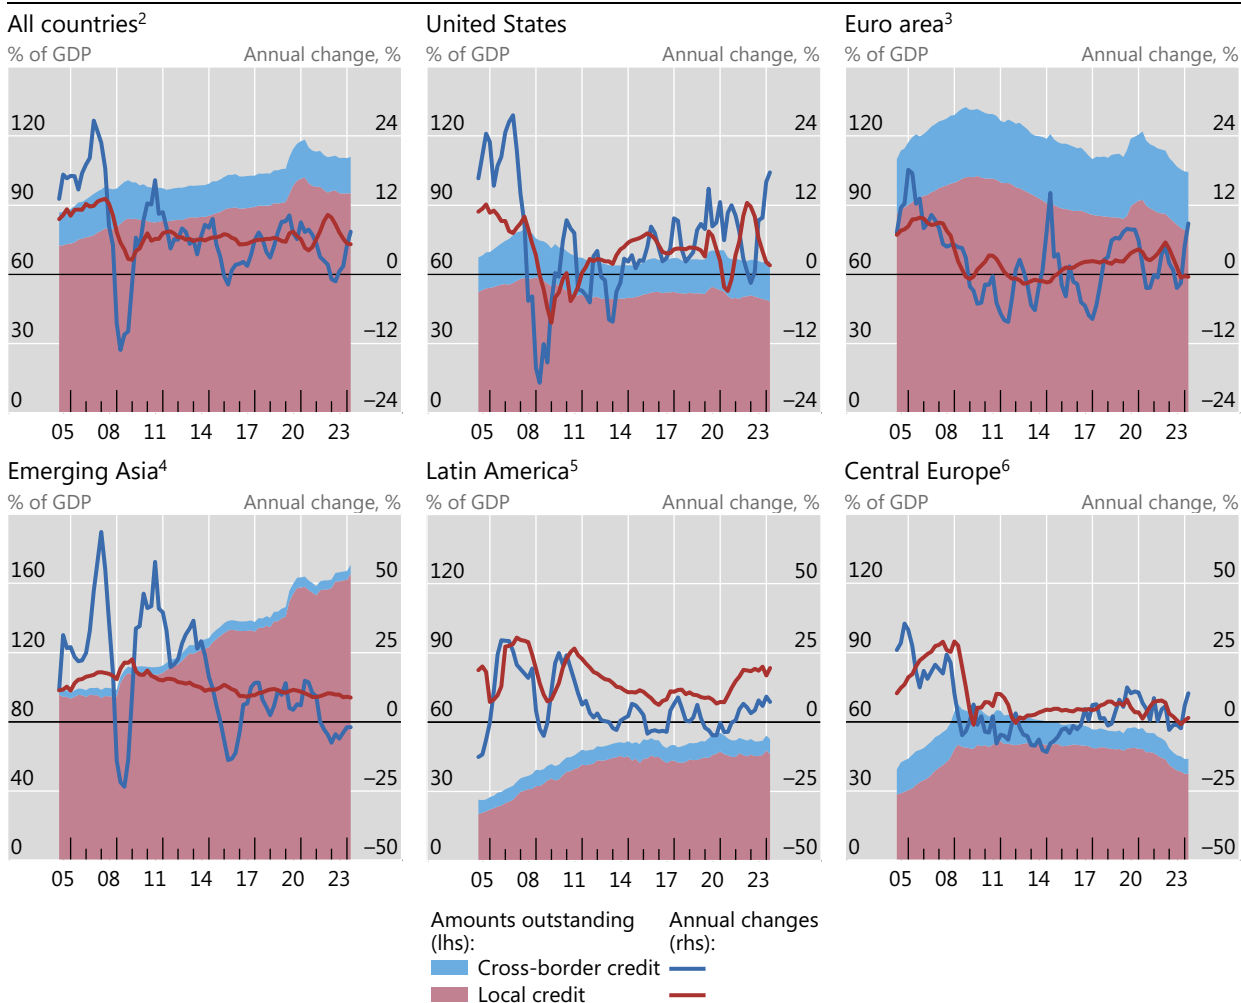 All countries2
United States
Euro area3
% of GDP Annual change, %
% of GDP Annual change, %
% of GDP Annual change, %
120 24
90 12
60 0
30 –12
0 –24
05 08 11 14 17 20 23
120 24
90 12
60 0
30 –12
0 –24
05 08 11 14 17 20 23
120 24
90 12
60 0
30 –12
0 –24
05 08 11 14 17 20 23
Emerging Asia4
Latin America5
Central Europe6
% of GDP Annual change, %
% of GDP Annual change, %
% of GDP Annual change, %
160 50
120 25
80 0
40 –25
0 –50
05 08 11 14 17 20 23
120 50
90 25
60 0
30 –25
0 –50
05 08 11 14 17 20 23
120 50
90 25
60 0
30 –25
0 –50
05 08 11 14 17 20 23
Amounts outstanding
(lhs):
Annual changes
(rhs):
Cross-border credit
Local credit